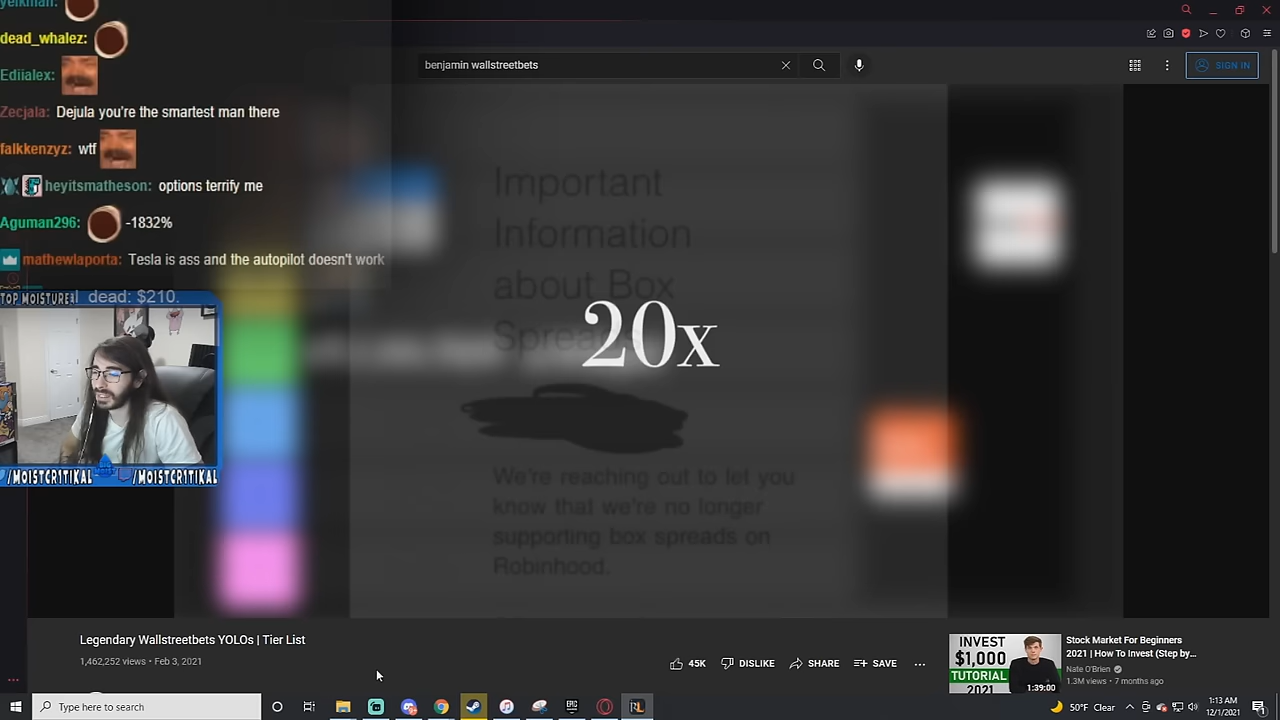 yelkman:
dead_whalez:
Ediialex:
Zecjala: Dejula you're the smartest man there
falkkenzyz: wtf
heyitsmatheson: options terrify me
Aguman296: -1832%
mathewlaporta: Tesla is ass and the autopilot doesn't work
TOP MOISTURE
dead: $210.
/MOISTCR1TIKAL /MOISTCR1TIKAL
benjamin wallstreetbets
SIGN IN
Important
Information
about Box
Spreads
20x
We're reaching out to let you
know that we're no longer
supporting box spreads on
Robinhood.
Legendary Wallstreetbets YOLOs | Tier List
1,462,252 views • Feb 3, 2021
45K DISLIKE SHARE SAVE
INVEST
$1,000
TUTORIAL
2021
1:39:00
Stock Market For Beginners
2021 | How To Invest (Step by...
Nate O'Brien
1.3M views • 7 months ago
Type here to search
EPIC
RL
50°F Clear
1:13 AM
12/1/2021